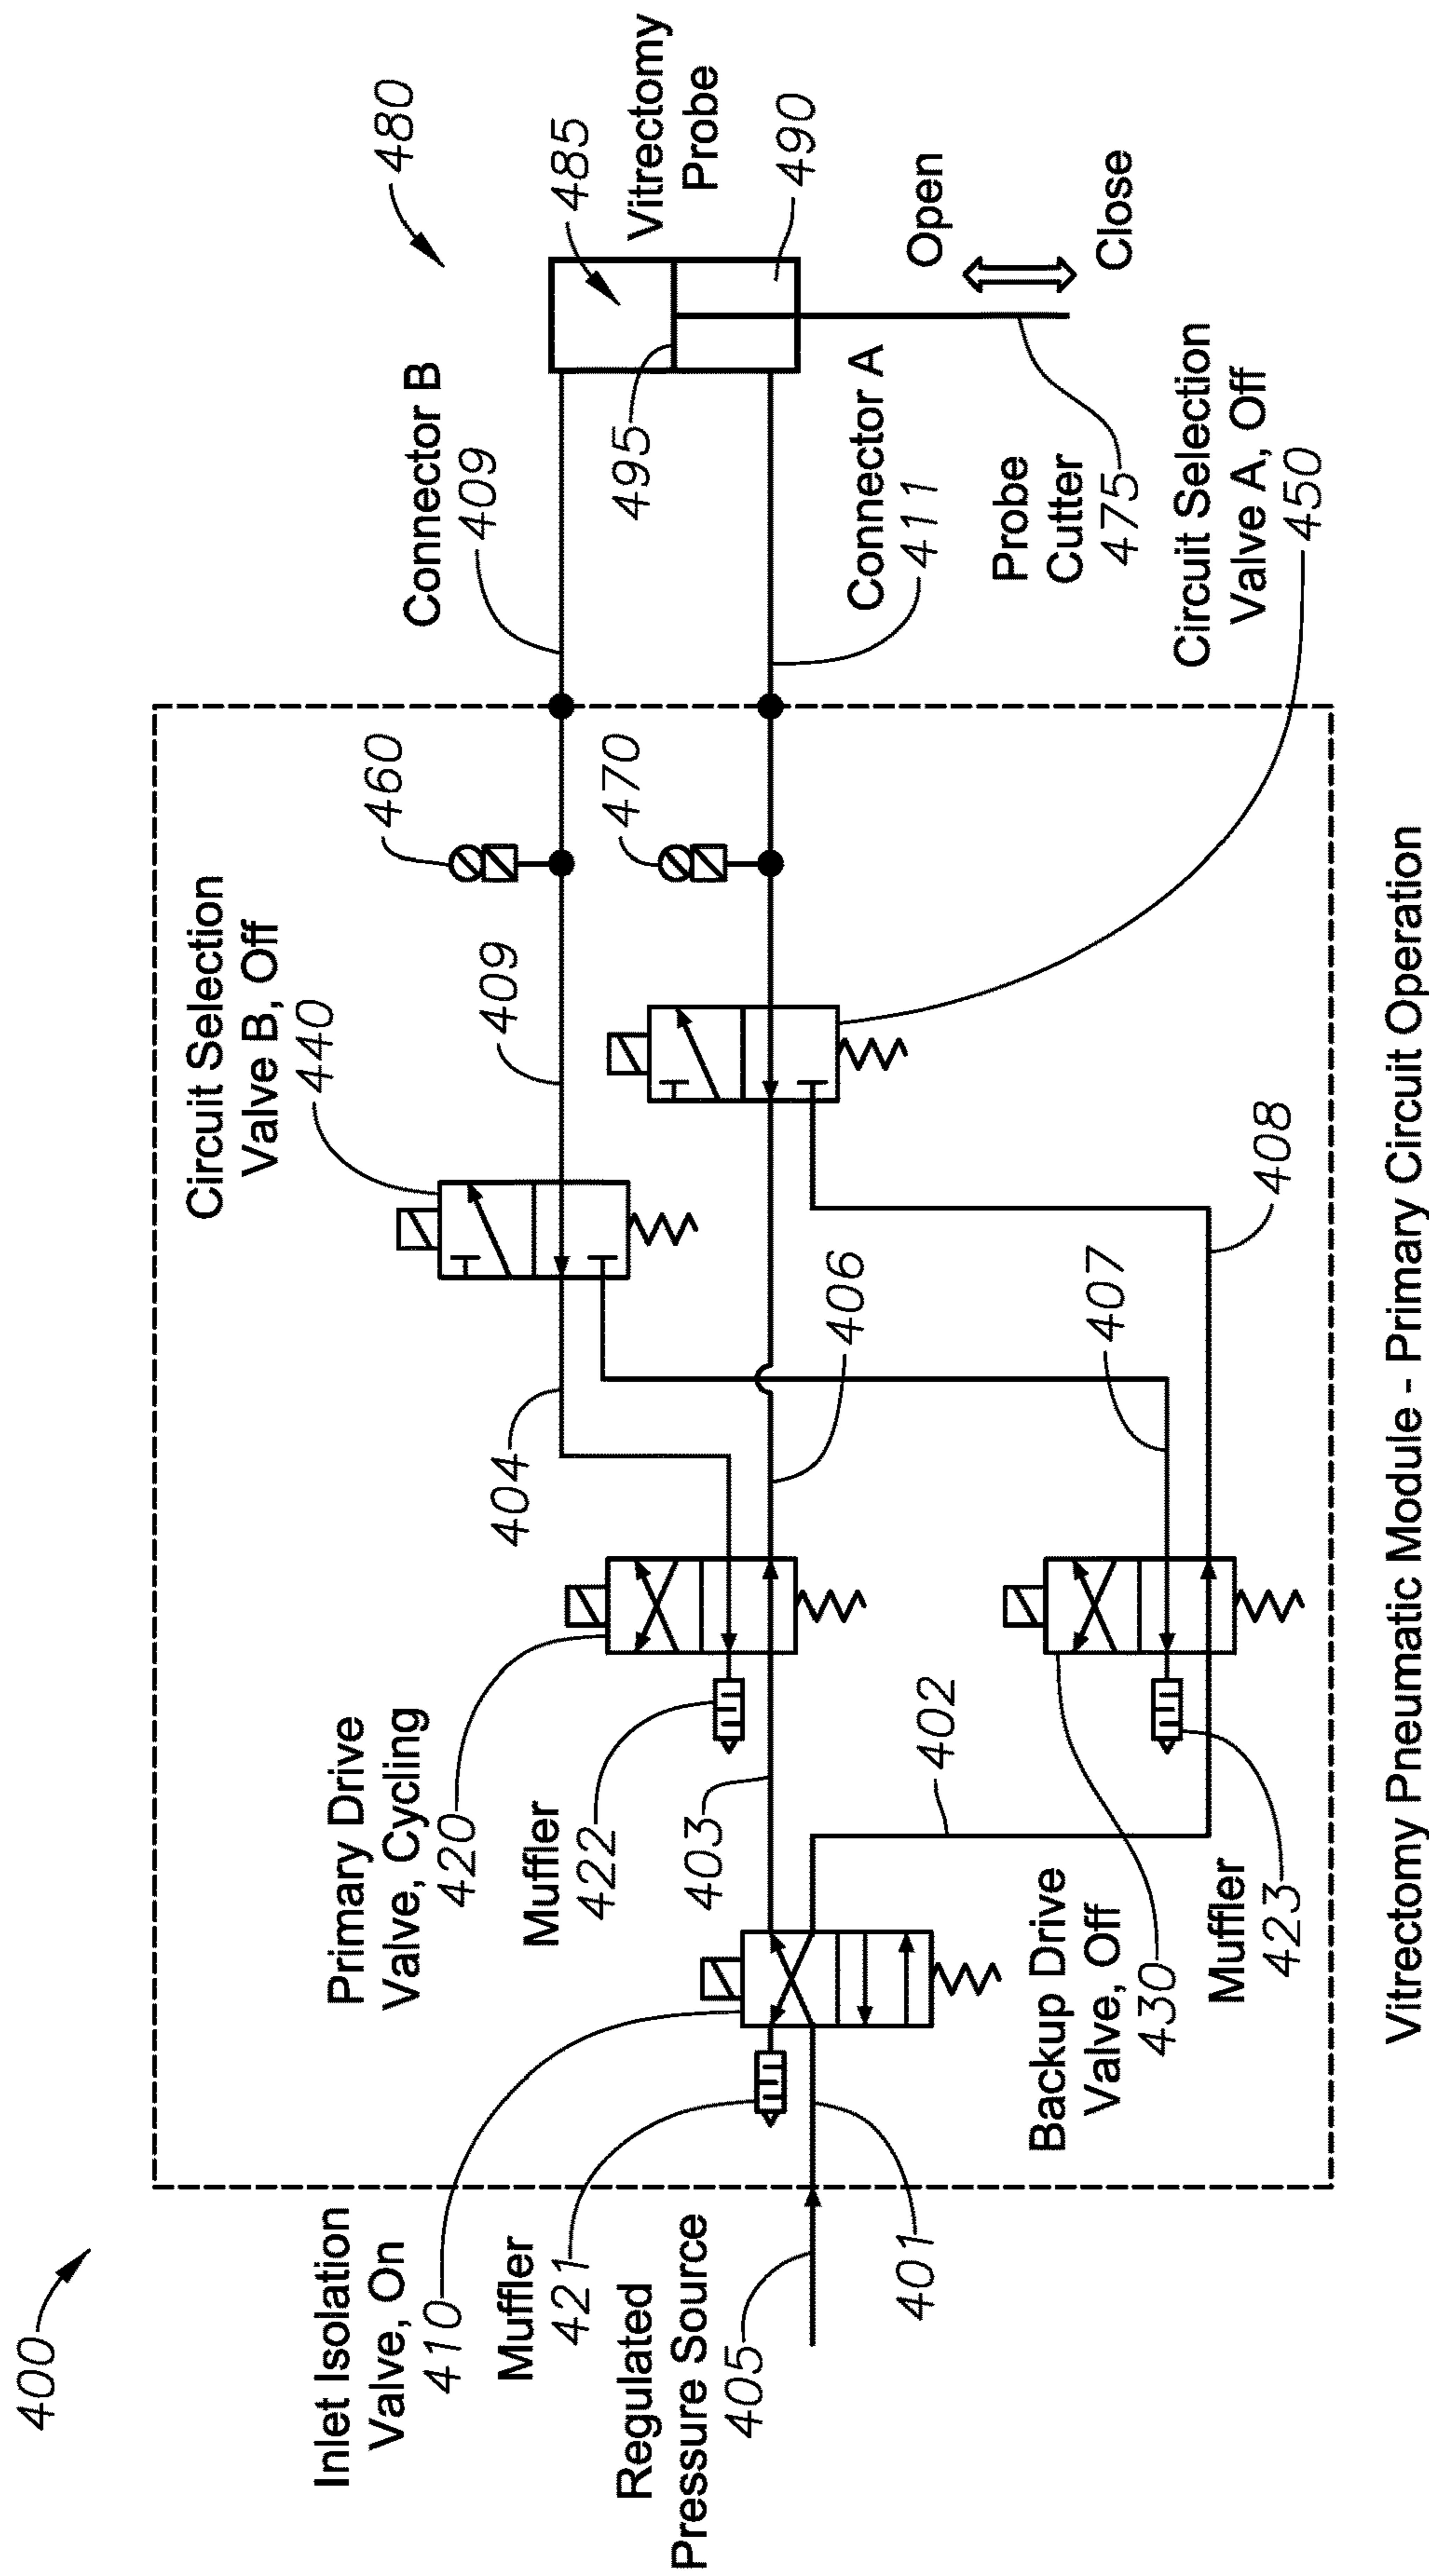 400
480
Inlet Isolation
Valve, On
410
Muffler
421
Regulated
Pressure Source
405
401
Primary Drive
Valve, Cycling
420
Muffler
422
403
402
Backup Drive
Valve, Off
430
Muffler
423
Circuit Selection
Valve B, Off
440
404
406
407
408
409
460
470
Connector B
409
Connector A
411
Circuit Selection
Valve A, Off
450
485
Vitrectomy
Probe
490
495
Open
Close
Probe
Cutter
475
Vitrectomy Pneumatic Module - Primary Circuit Operation